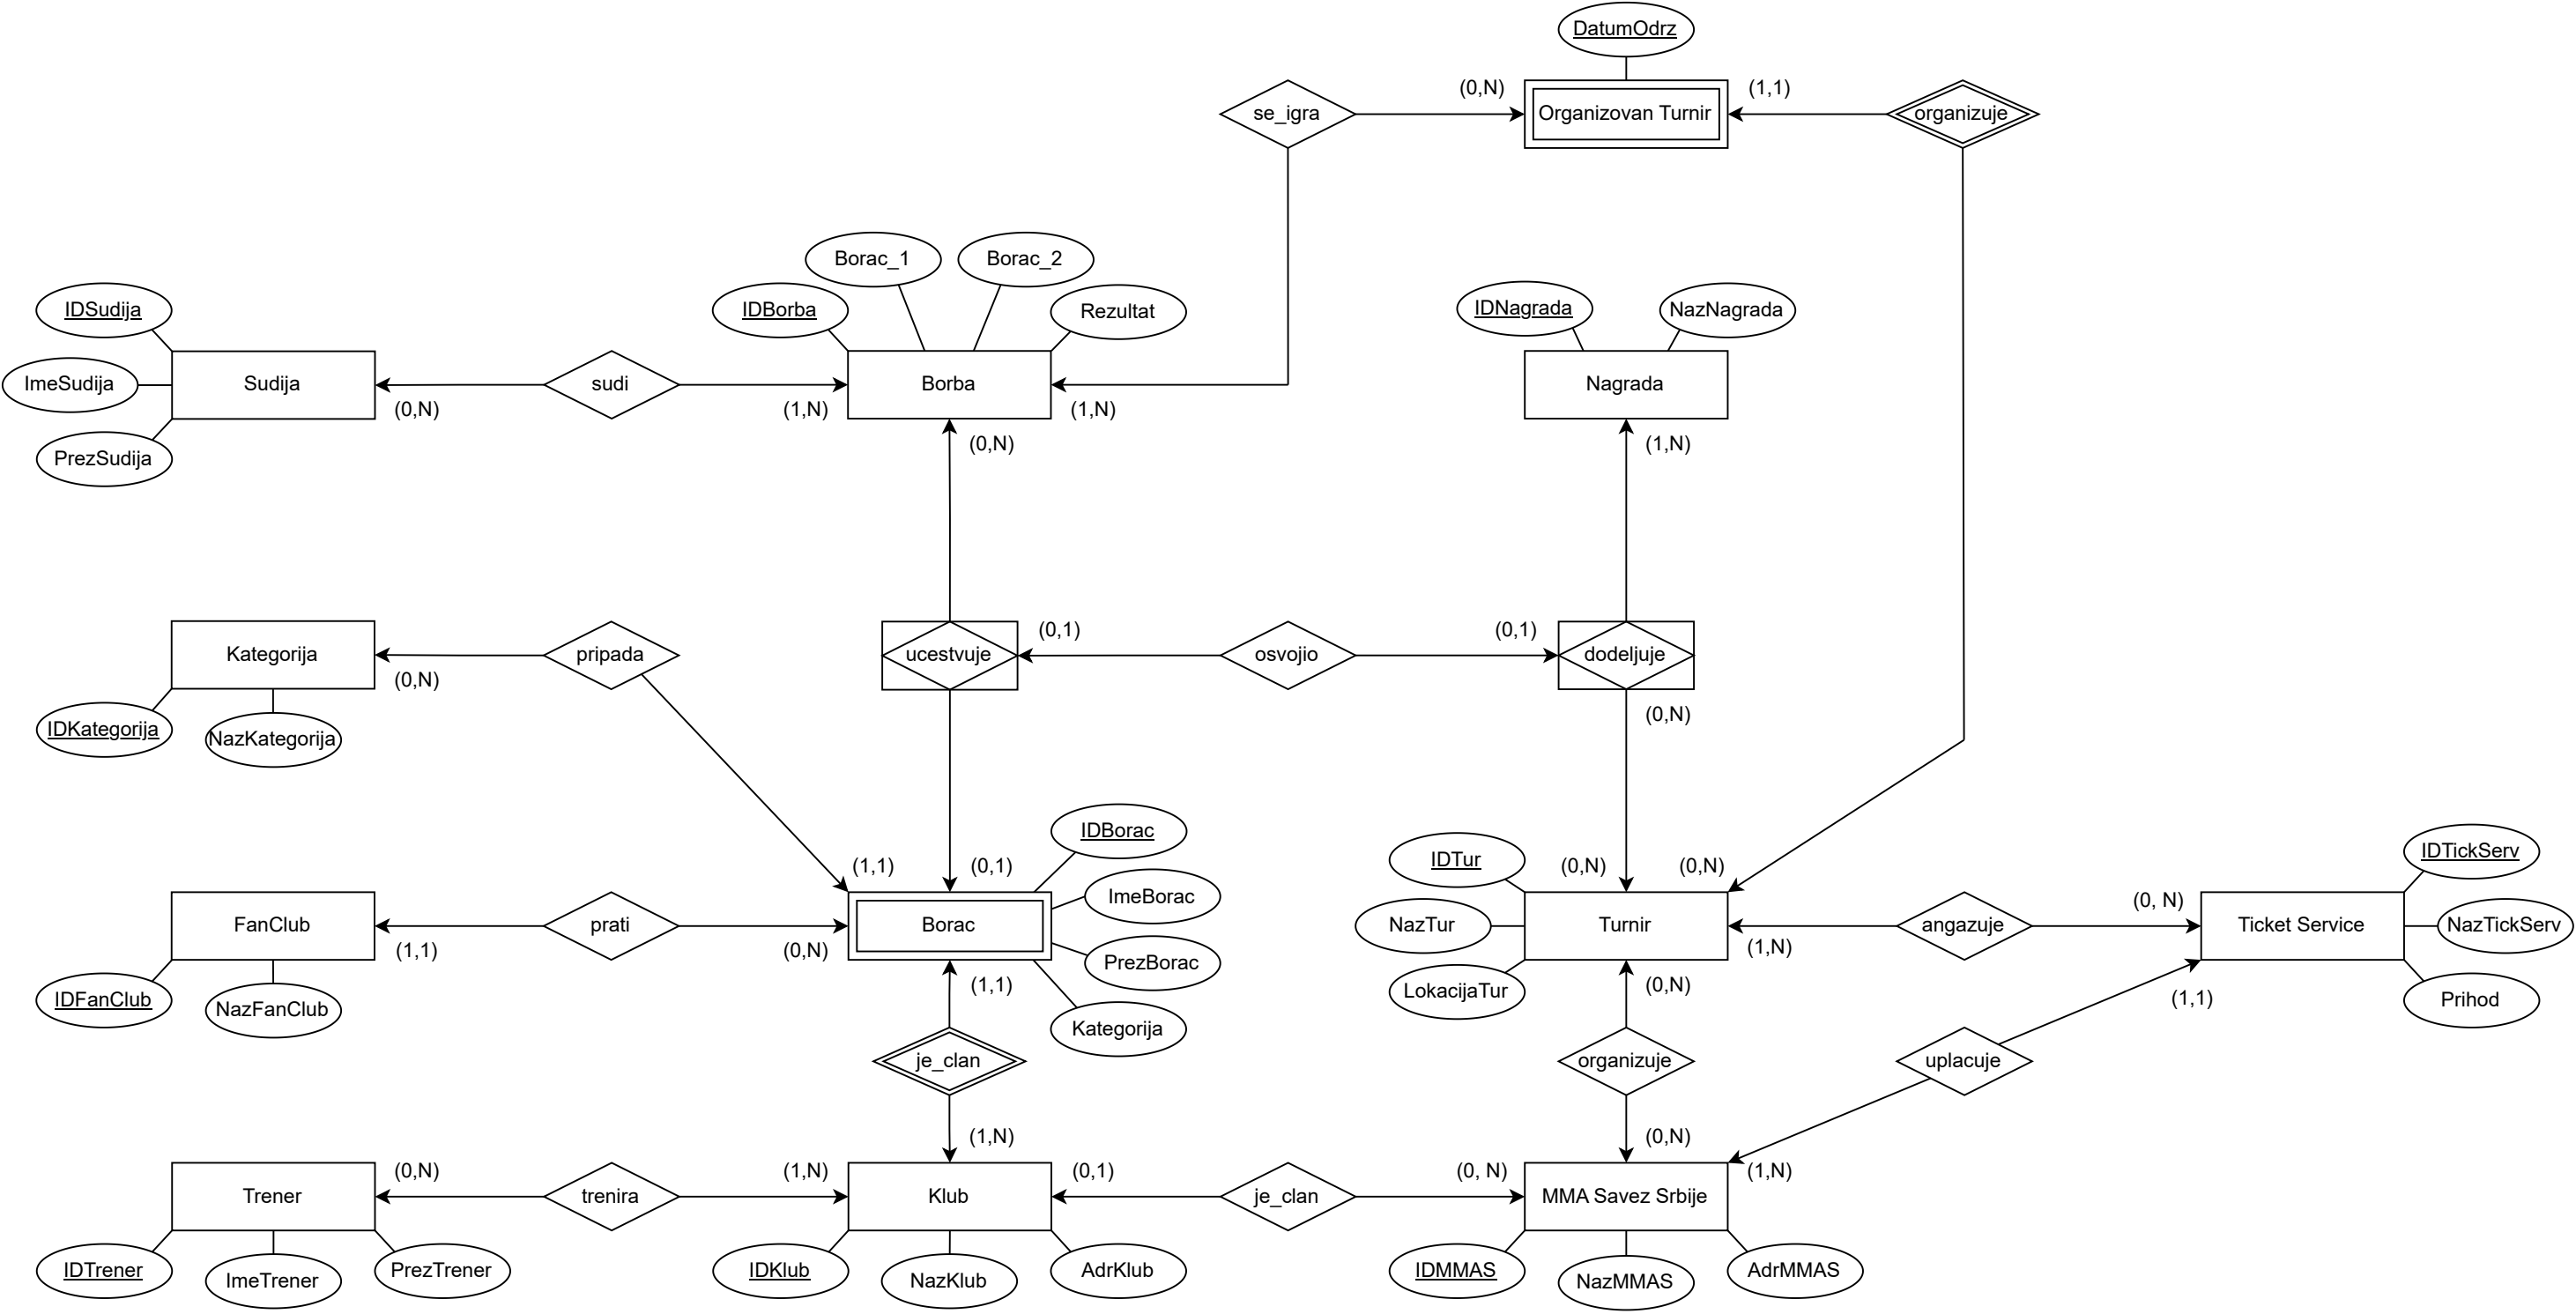 DatumOdrz
(0,N)
(1,1)
se_igra
Organizovan Turnir
organizuje
Borac_1
Borac_2
IDSudija
IDBorba
Rezultat
IDNagrada
NazNagrada
ImeSudija
Sudija
sudi
Borba
Nagrada
(0,N)
(1,N)
(1,N)
PrezSudija
(0,N)
(1,N)
(0,1)
(0,1)
Kategorija
pripada
ucestvuje
osvojio
dodeljuje
(0,N)
(0,N)
IDKategorija
NazKategorija
IDBorac
IDTur
IDTickServ
(1,1)
(0,1)
(0,N)
(0,N)
ImeBorac
(0, N)
FanClub
prati
Borac
NazTur
Turnir
angazuje
Ticket Service
NazTickServ
(1,1)
(0,N)
PrezBorac
(1,N)
(1,1)
LokacijaTur
(0,N)
(1,1)
IDFanClub
NazFanClub
Kategorija
Prihod
je_clan
organizuje
uplacuje
(1,N)
(0,N)
(0,N)
(1,N)
(0,1)
(0, N)
(1,N)
Trener
trenira
Klub
je_clan
MMA Savez Srbije
IDTrener
ImeTrener
PrezTrener
IDKlub
NazKlub
AdrKlub
IDMMAS
NazMMAS
AdrMMAS